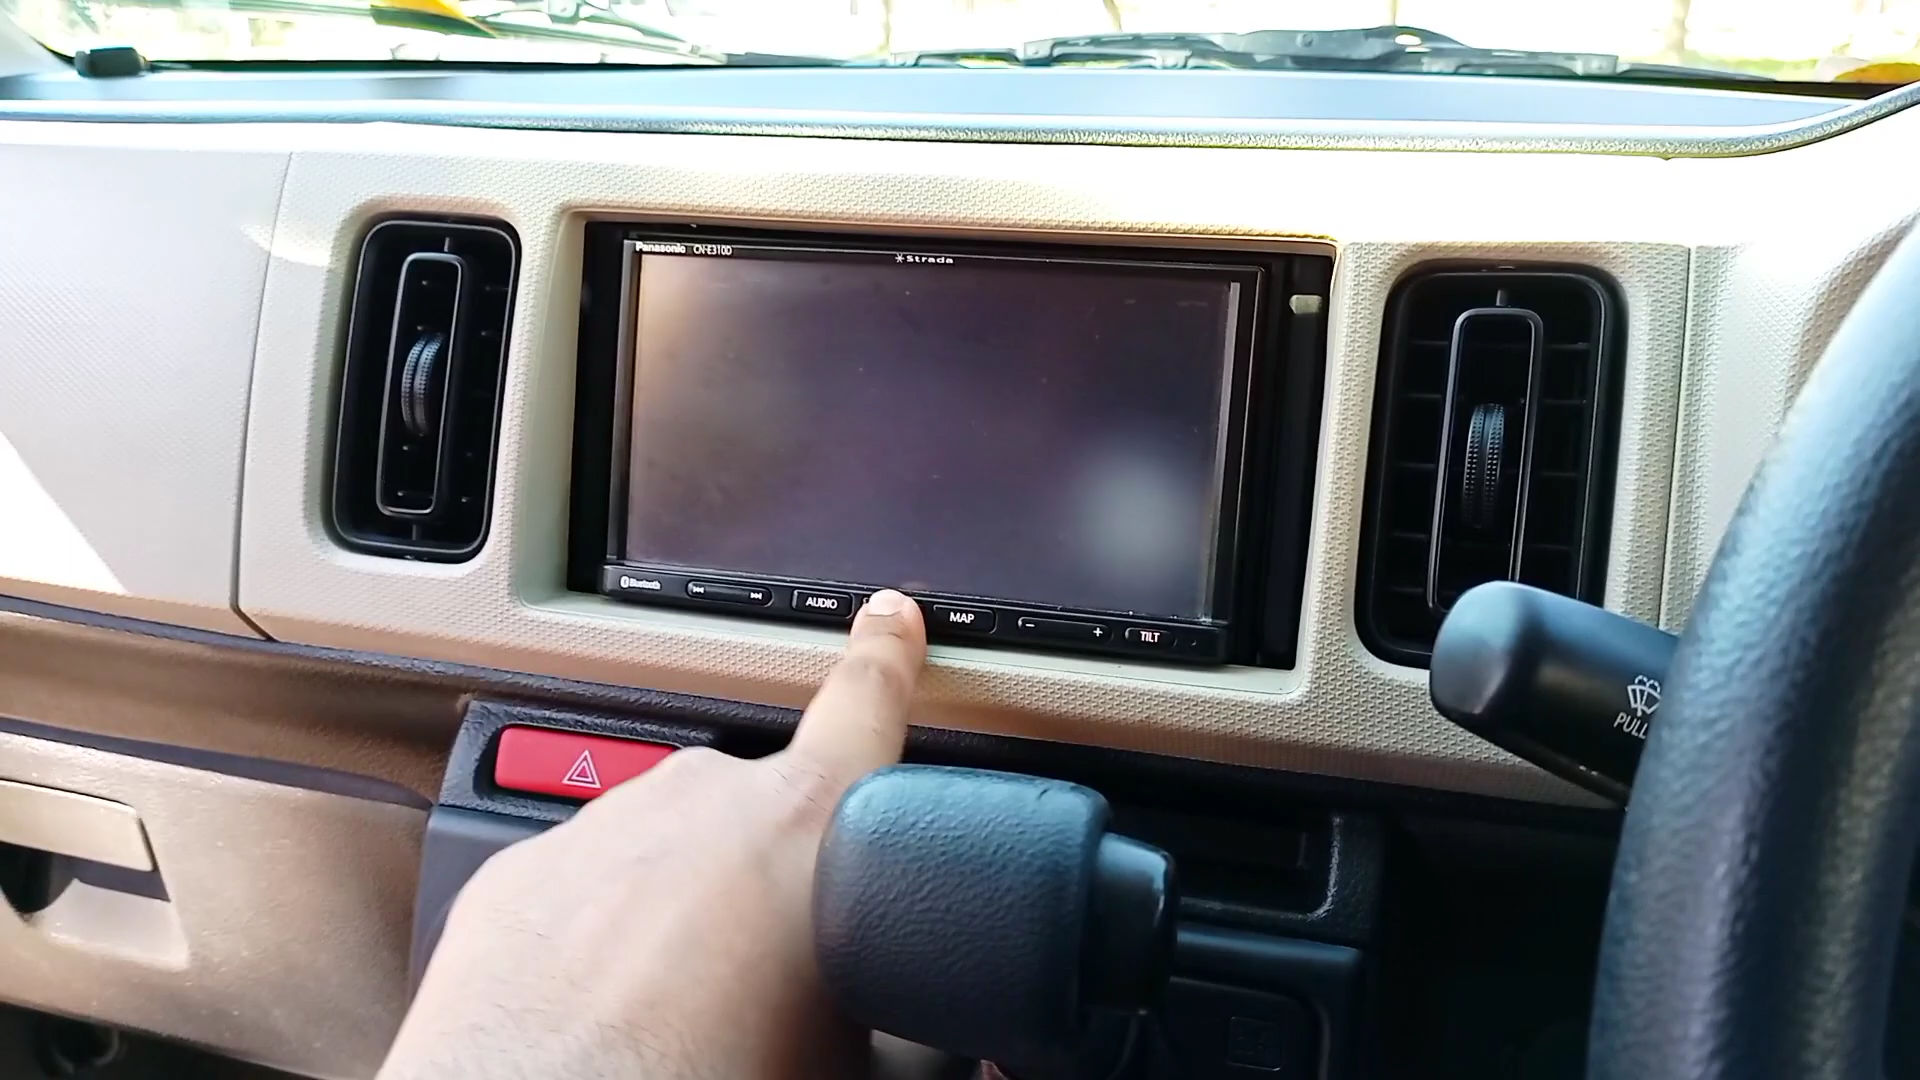 Panasonic CN-E310D
Strada
Bluetooth
AUDIO
MAP
− +
TILT
PULL